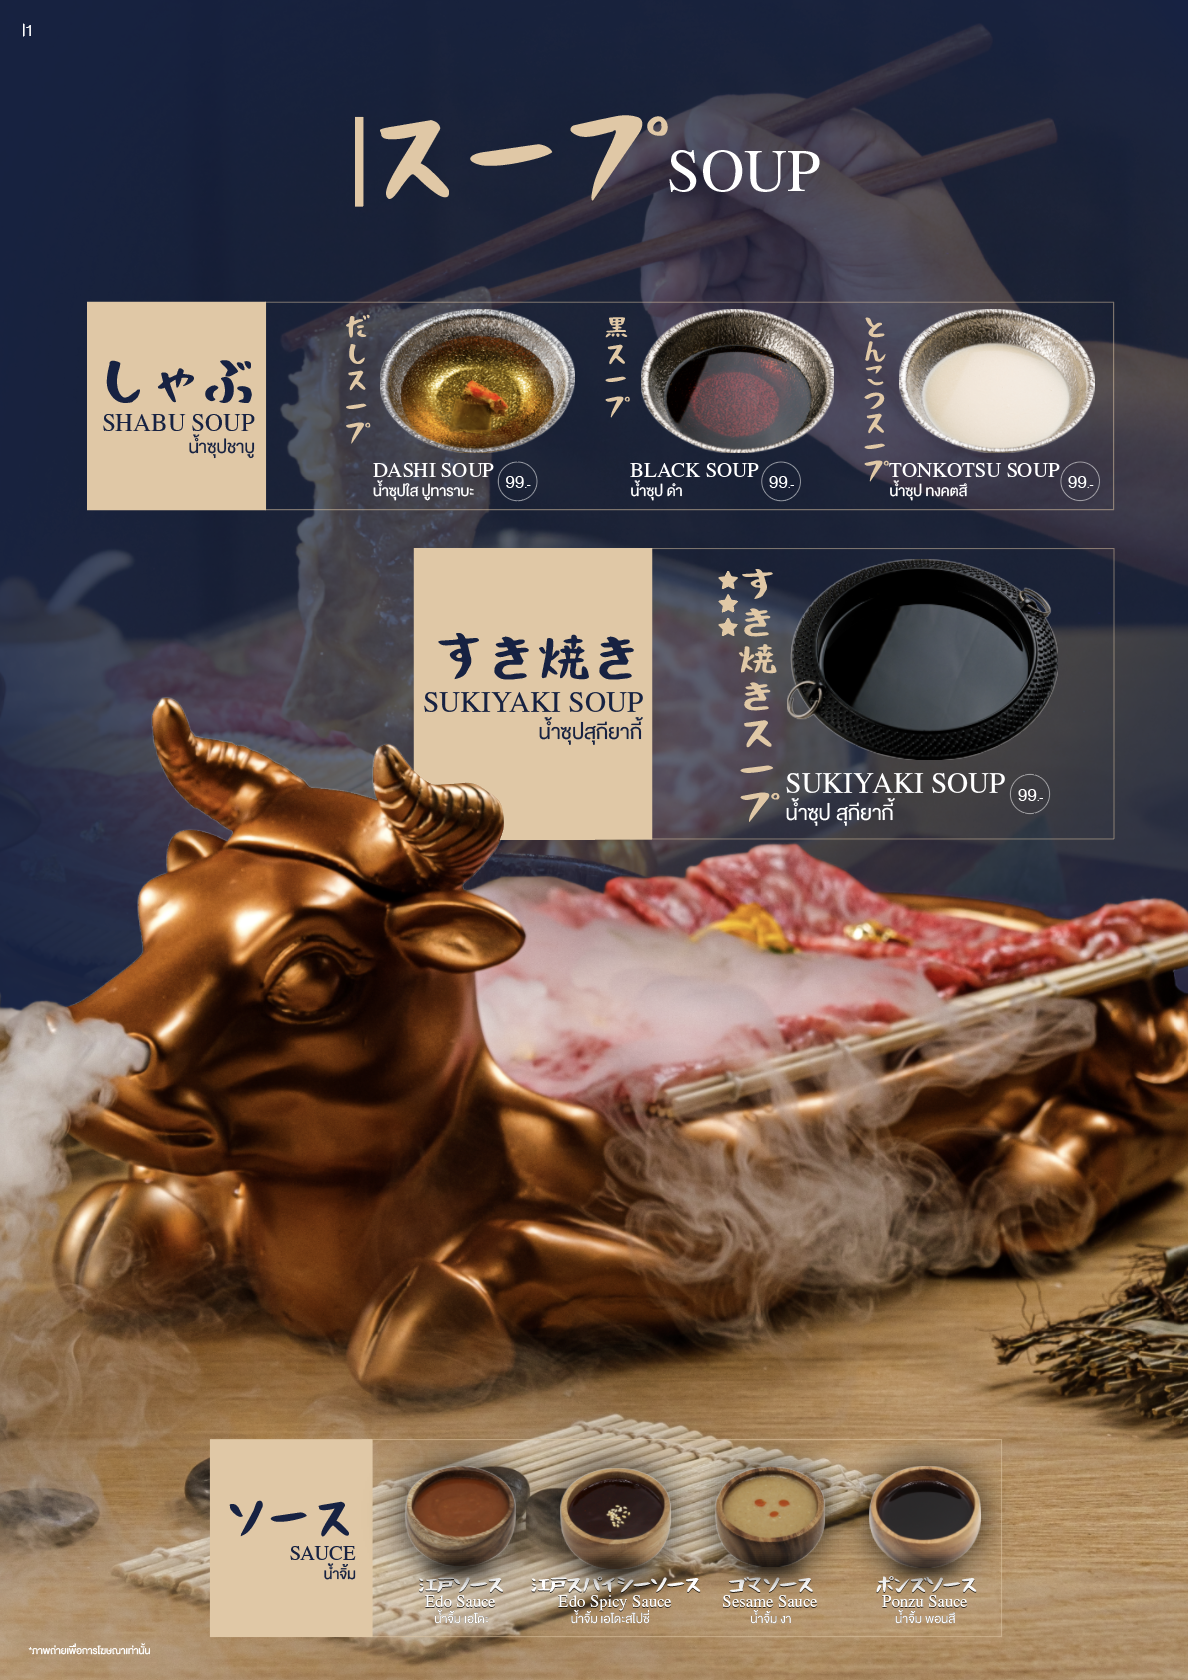 |1
|スープ SOUP
しゃぶ
SHABU SOUP
น้ำซุปชาบู
だしスープ
DASHI SOUP 99.-
น้ำซุปใส ปูทาราบะ
黒スープ
BLACK SOUP 99.-
น้ำซุป ดำ
とんこつスープ
TONKOTSU SOUP 99.-
น้ำซุป ทงคตสึ
すき焼き
SUKIYAKI SOUP
น้ำซุปสุกียากี้
★★★
すき焼きスープ
SUKIYAKI SOUP 99.-
น้ำซุป สุกียากี้
ソース
SAUCE
น้ำจิ้ม
江戸ソース
Edo Sauce
น้ำจิ้ม เอโดะ
江戸スパイシーソース
Edo Spicy Sauce
น้ำจิ้ม เอโดะสไปซี่
ゴマソース
Sesame Sauce
น้ำจิ้ม งา
ポンズソース
Ponzu Sauce
น้ำจิ้ม พอนสึ
*ภาพถ่ายเพื่อการโฆษณาเท่านั้น